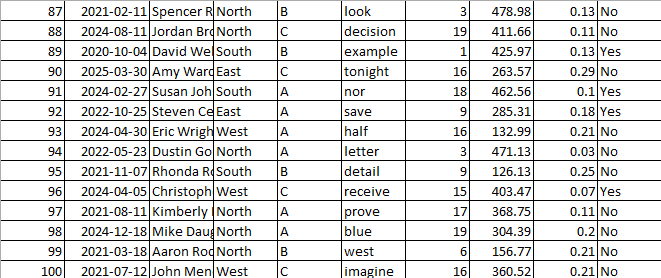 87 2021-02-11 Spencer R North B look 3 478.98 0.13 No
88 2024-08-11 Jordan Bro North C decision 19 411.66 0.11 No
89 2020-10-04 David Wel South B example 1 425.97 0.13 Yes
90 2025-03-30 Amy Ward East C tonight 16 263.57 0.29 No
91 2024-02-27 Susan Joh South A nor 18 462.56 0.1 Yes
92 2022-10-25 Steven Ce East A save 9 285.31 0.18 Yes
93 2024-04-30 Eric Wrigh West A half 16 132.99 0.21 No
94 2022-05-23 Dustin Go North A letter 3 471.13 0.03 No
95 2021-11-07 Rhonda Ro South B detail 9 126.13 0.25 No
96 2024-04-05 Christoph West C receive 15 403.47 0.07 Yes
97 2021-08-11 Kimberly North A prove 17 368.75 0.11 No
98 2024-12-18 Mike Daug North A blue 19 304.39 0.2 No
99 2021-03-18 Aaron Roc North B west 6 156.77 0.21 No
100 2021-07-12 John Men West C imagine 16 360.52 0.21 No